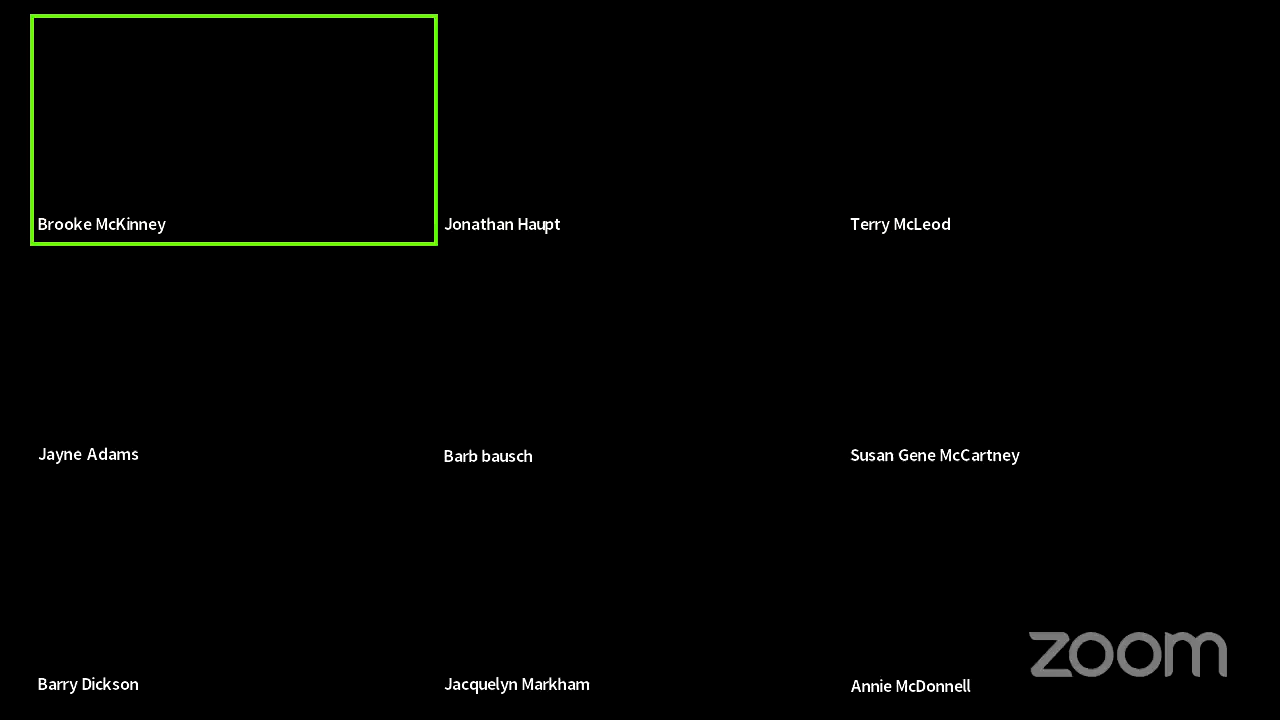 Brooke McKinney
Jonathan Haupt
Terry McLeod
Jayne Adams
Barb bausch
Susan Gene McCartney
Barry Dickson
Jacquelyn Markham
Annie McDonnell
zoom